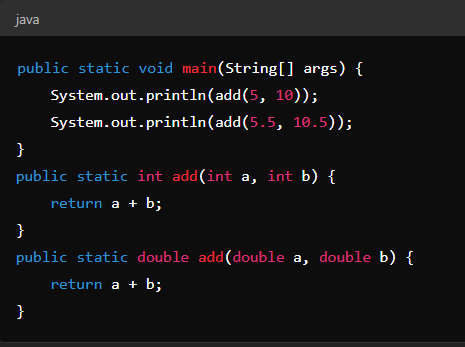 java
public static void main(String[] args) {
    System.out.println(add(5, 10));
    System.out.println(add(5.5, 10.5));
}
public static int add(int a, int b) {
    return a + b;
}
public static double add(double a, double b) {
    return a + b;
}